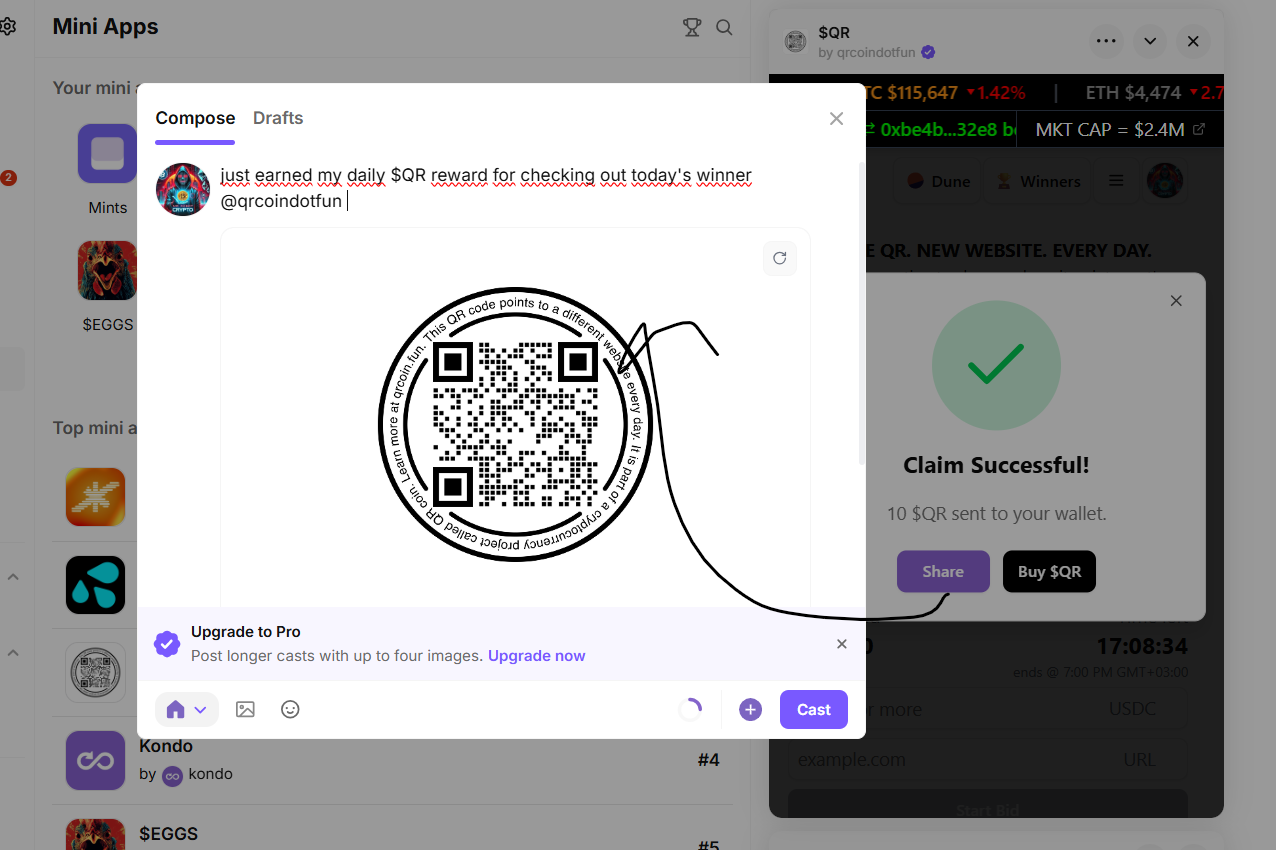 Mini Apps
$QR
by qrcoindotfun
Your mini a
TC $115,647 1.42% | ETH $4,474 2.7
0xbe4b...32e8 b MKT CAP = $2.4M
Compose Drafts
2
just earned my daily $QR reward for checking out today's winner
@qrcoindotfun
Dune Winners
Mints
E QR. NEW WEBSITE. EVERY DAY.
$EGGS
This QR code points to a different website every day. It is part of a cryptocurrency project called QR coin. Learn more at qrcoin.fun.
Top mini a
Claim Successful!
10 $QR sent to your wallet.
Share Buy $QR
Upgrade to Pro
Post longer casts with up to four images. Upgrade now
17:08:34
ends @ 7:00 PM GMT+03:00
Cast
r more USDC
Kondo
by kondo
#4
example.com URL
Start Bid
$EGGS
#5